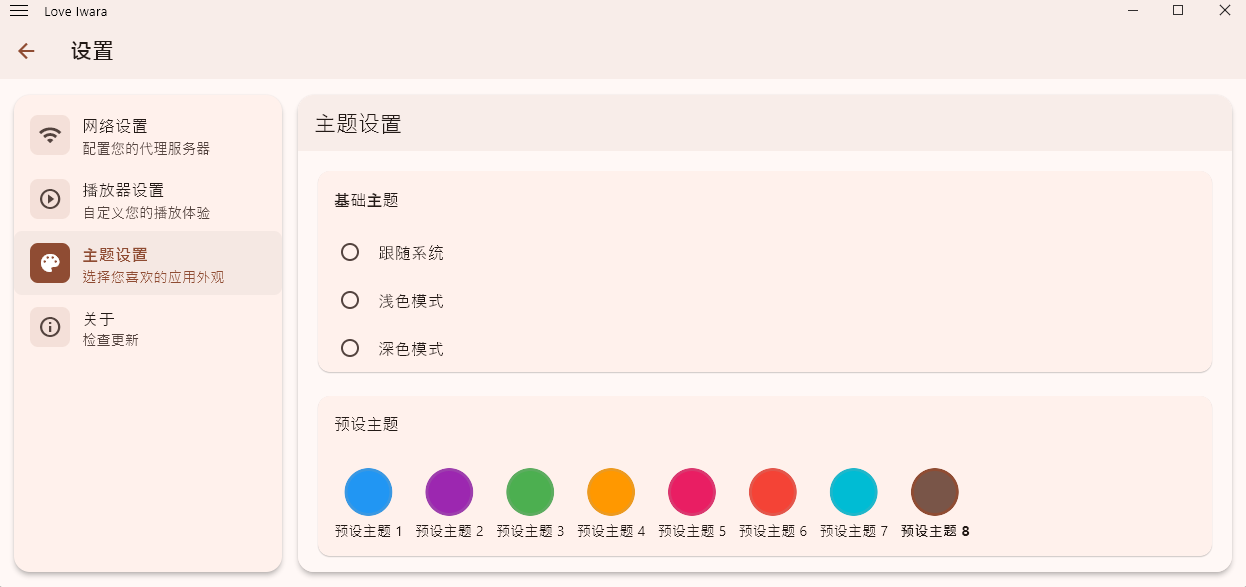 Love Iwara
设置
网络设置
配置您的代理服务器
播放器设置
自定义您的播放体验
主题设置
选择您喜欢的应用外观
关于
检查更新
主题设置
基础主题
跟随系统
浅色模式
深色模式
预设主题
预设主题 1 预设主题 2 预设主题 3 预设主题 4 预设主题 5 预设主题 6 预设主题 7 预设主题 8